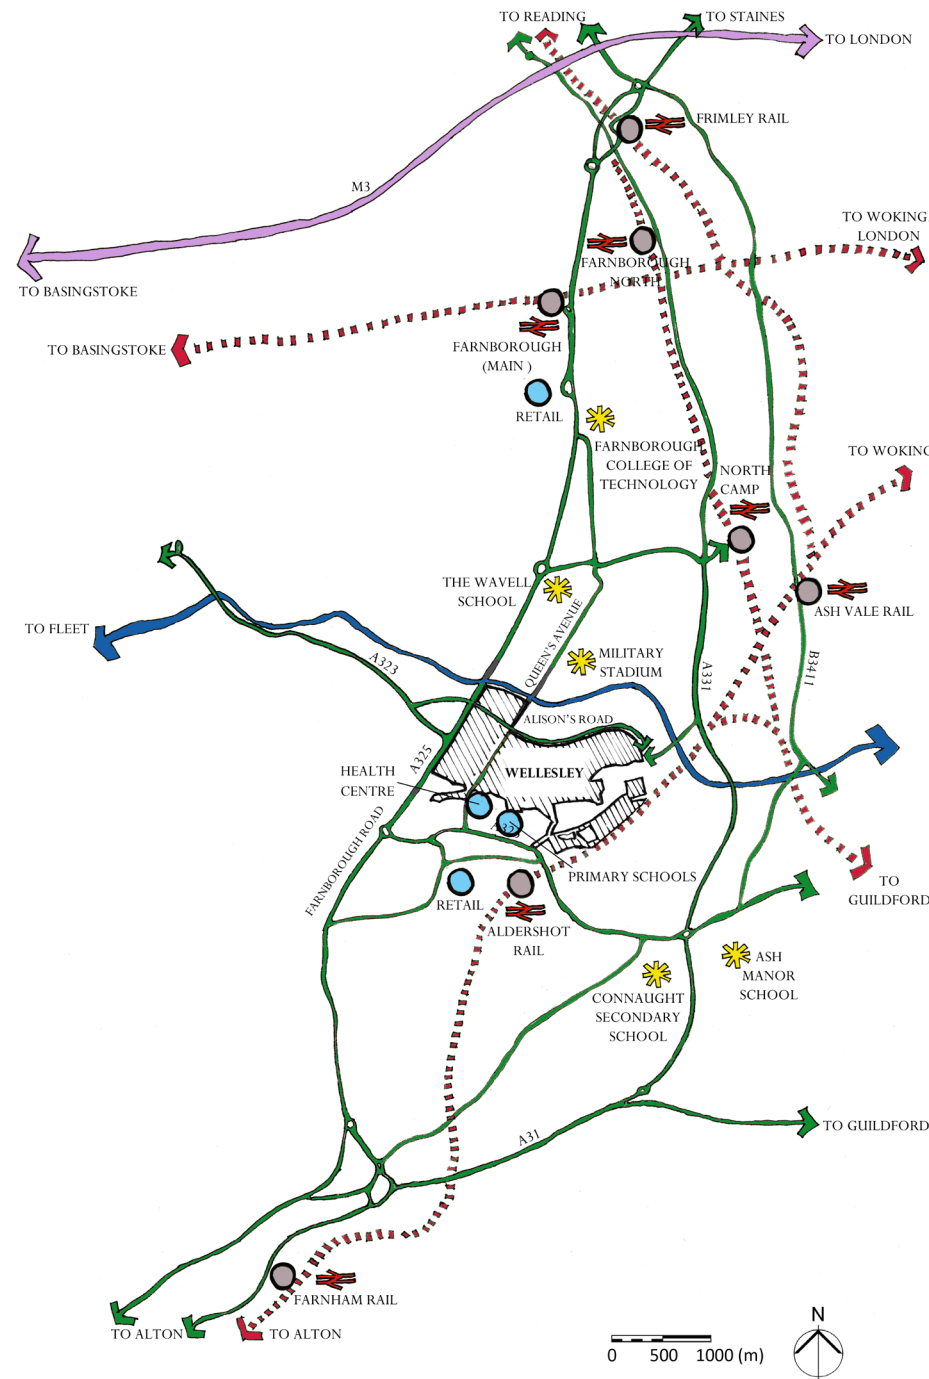 TO READING
TO STAINES
TO LONDON
FRIMLEY RAIL
M3
TO WOKING
LONDON
FARNBOROUGH
NORTH
TO BASINGSTOKE
TO BASINGSTOKE
FARNBOROUGH
(MAIN )
RETAIL
FARNBOROUGH
COLLEGE OF
TECHNOLOGY
TO WOKING
NORTH
CAMP
THE WAVELL
SCHOOL
ASH VALE RAIL
TO FLEET
QUEEN'S AVENUE
MILITARY
STADIUM
A323
A331
B3411
ALISON'S ROAD
A325
WELLESLEY
HEALTH
CENTRE
FARNBOROUGH ROAD
PRIMARY SCHOOLS
TO
GUILDFORD
RETAIL
ALDERSHOT
RAIL
ASH
MANOR
SCHOOL
CONNAUGHT
SECONDARY
SCHOOL
TO GUILDFORD
A31
FARNHAM RAIL
TO ALTON
TO ALTON
N
0 500 1000 (m)